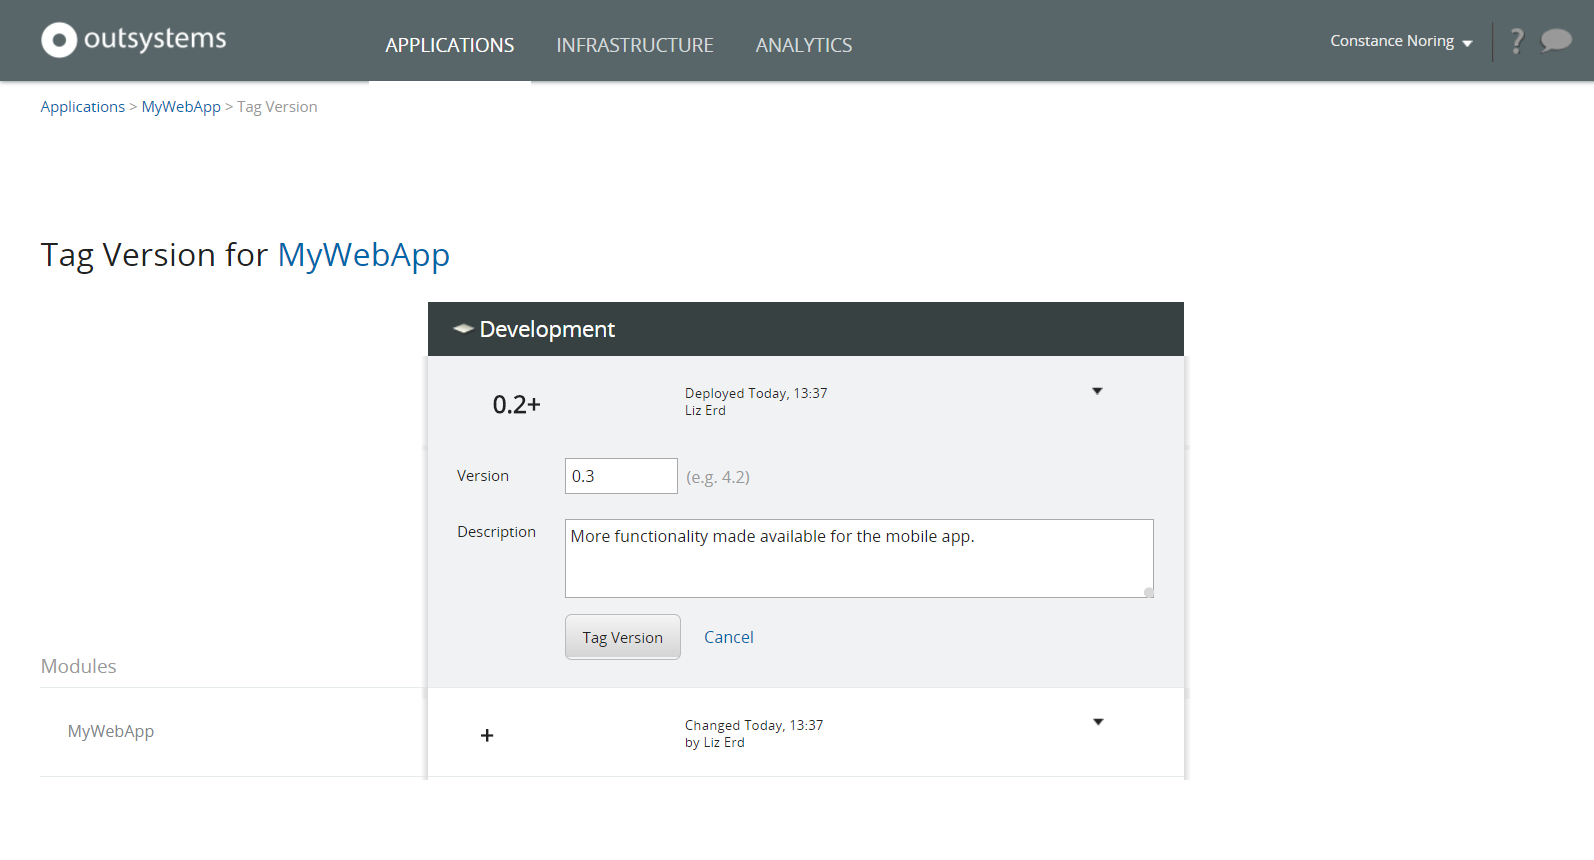 outsystems
APPLICATIONS INFRASTRUCTURE ANALYTICS
Constance Noring
?
Applications > MyWebApp > Tag Version
Tag Version for MyWebApp
Development
0.2+
Deployed Today, 13:37
Liz Erd
Version 0.3 (e.g. 4.2)
Description More functionality made available for the mobile app.
Tag Version Cancel
Modules
MyWebApp
+
Changed Today, 13:37
by Liz Erd